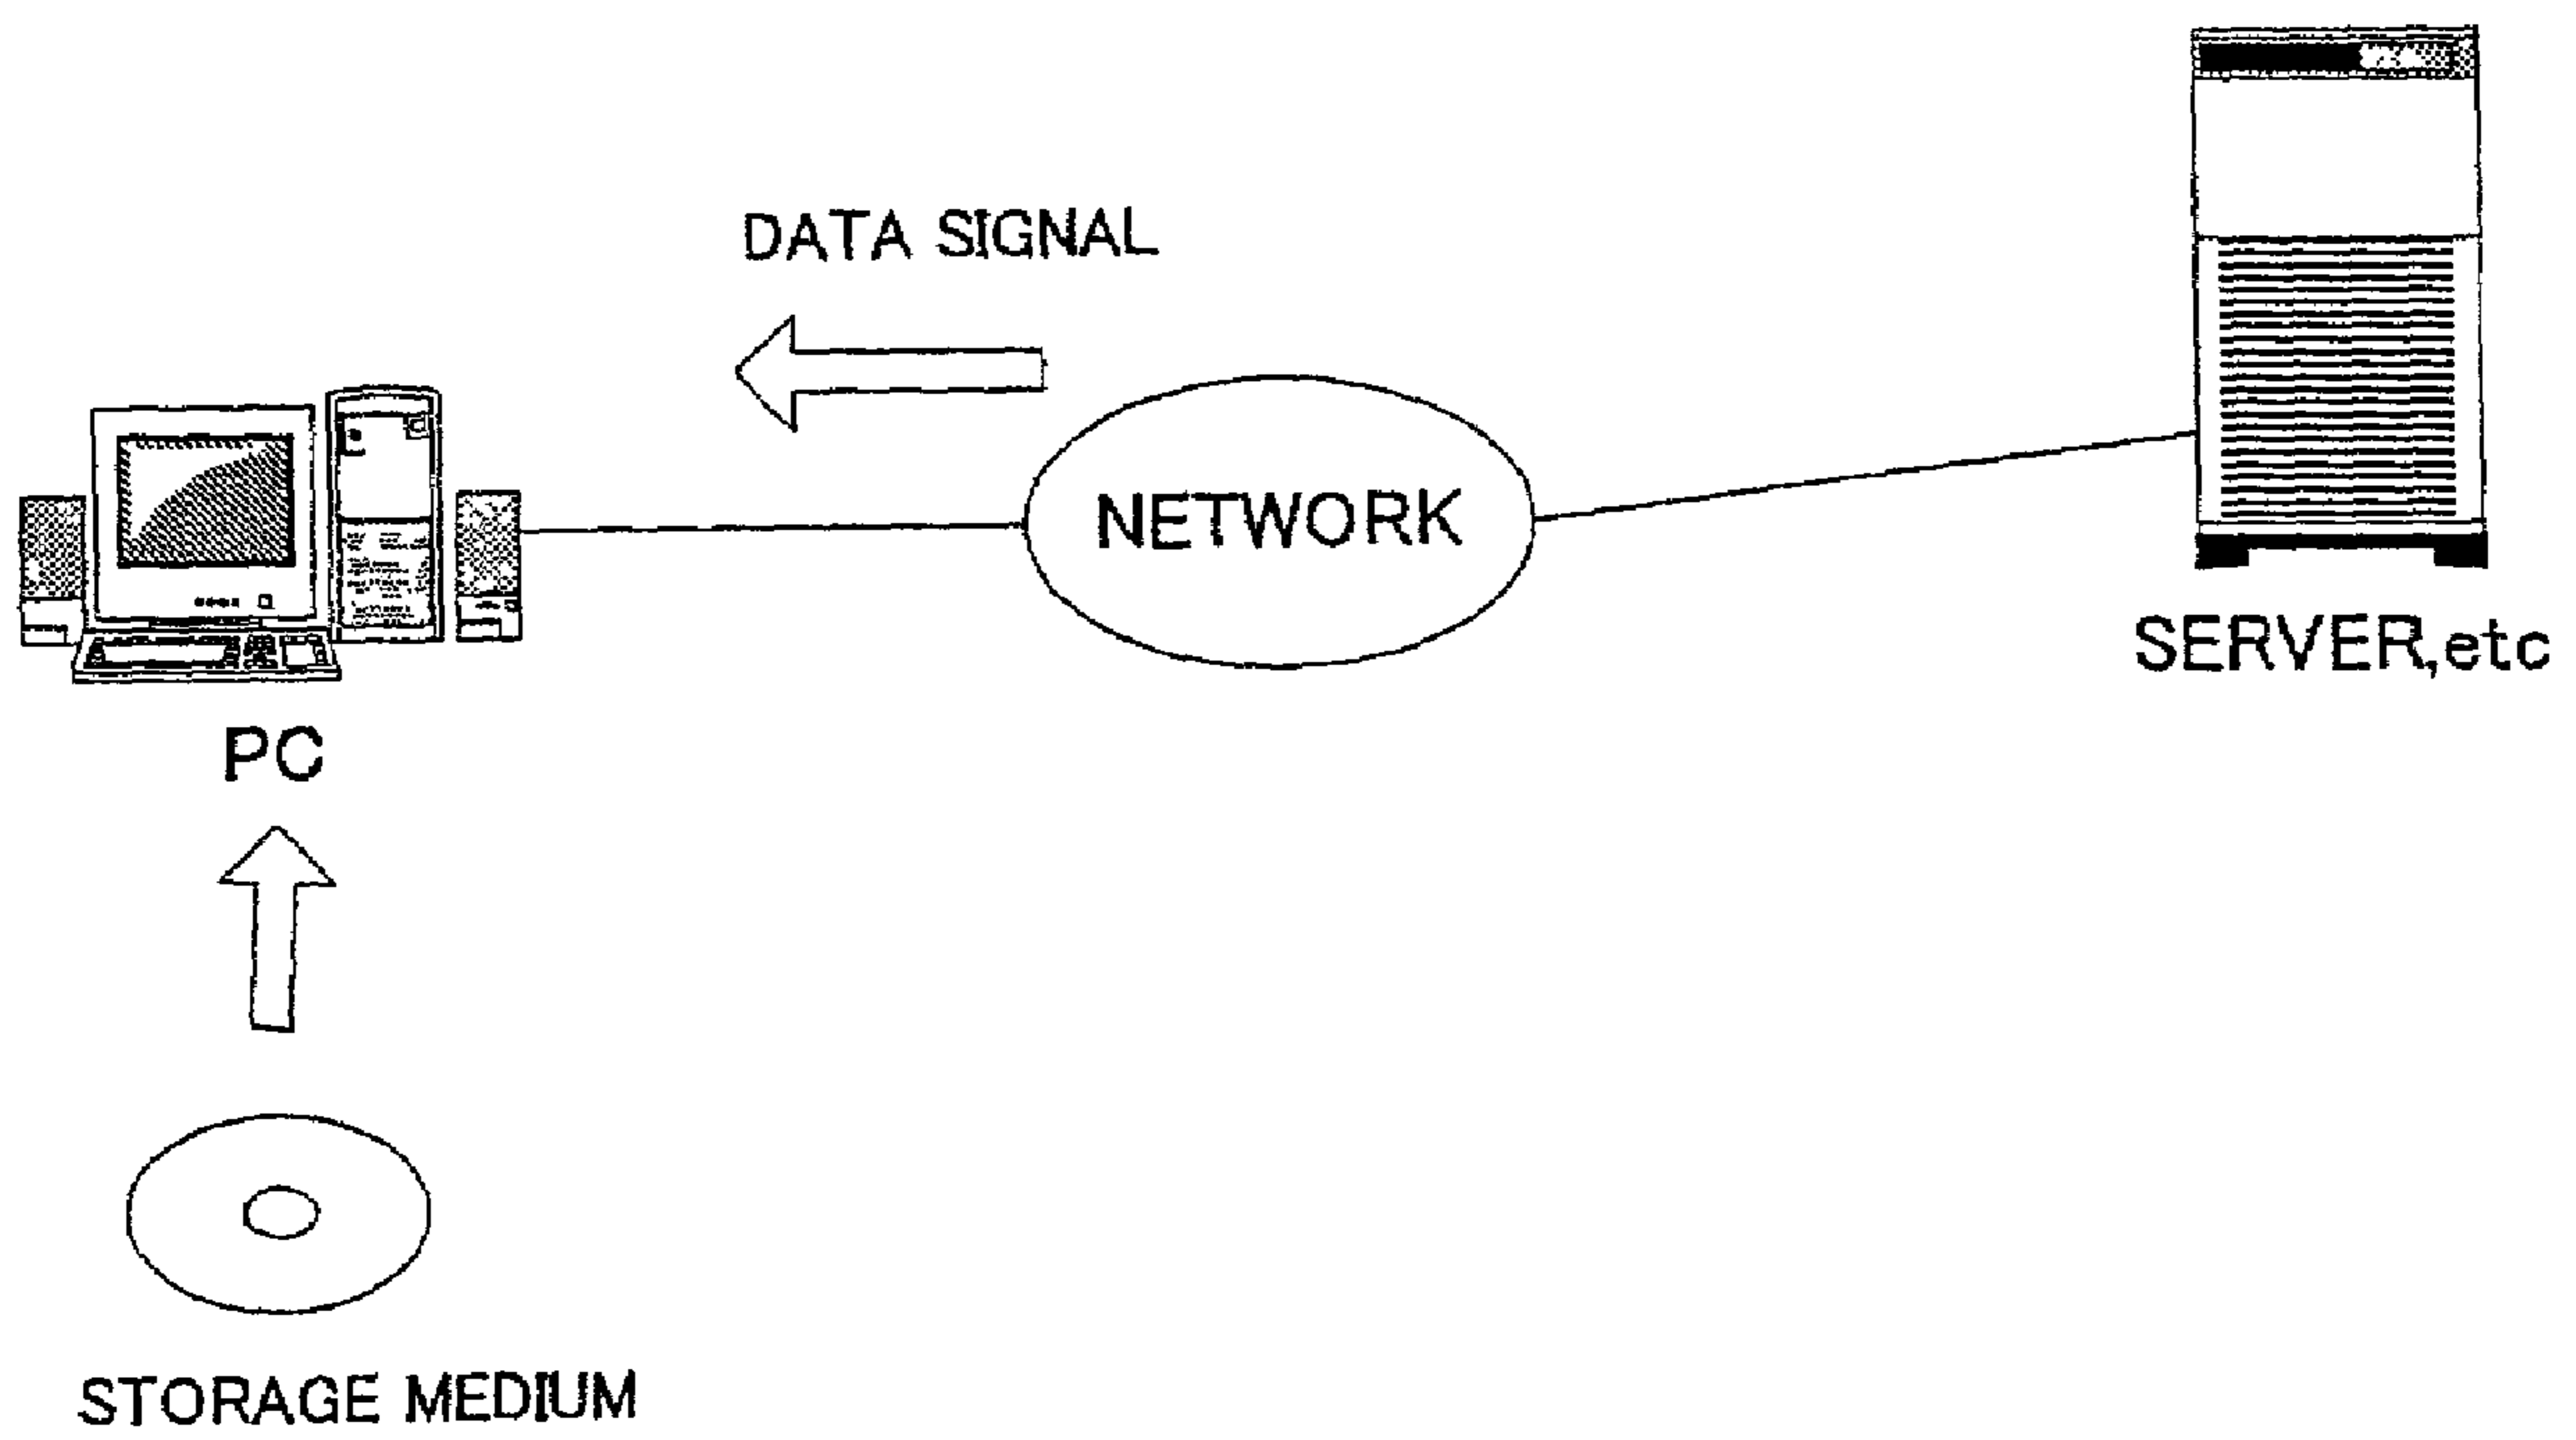 DATA SIGNAL
NETWORK
SERVER,etc
PC
STORAGE MEDIUM